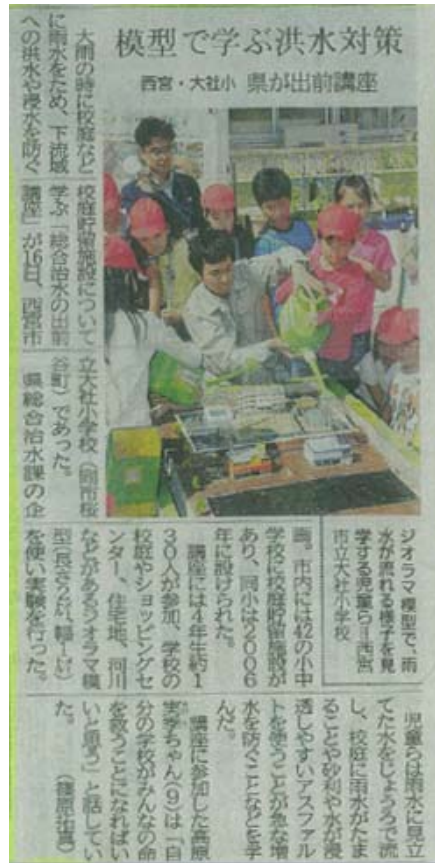 模型で学ぶ洪水対策
西宮・大社小 県が出前講座
大雨の時に校庭など
に雨水をため、下流域
への洪水や浸水を防ぐ
校庭貯留施設について
学ぶ「総合治水の出前
講座」が16日、西宮市
立大社小学校（同市桜
谷町）であった。
県総合治水課の企
画。市内には42の小中
学校に校庭貯留施設が
あり、同小は2006
年に設けられた。
講座には4年生約1
30人が参加、学校の
校庭やショッピングセ
ンター、住宅地、河川
などがあるジオラマ模
型（長さ2㍍、幅1㍍）
を使い実験を行った。
児童らは雨水に見立
てた水をじょうろで流
し、校庭に雨水がたま
ることや砂利や水が浸
透しやすいアスファル
トを使うことが急な増
水を防ぐことなどを学
んだ。
講座に参加した高原
ちゃん（9）は「自
分の学校がみんなの命
を救うことになればい
いと思う」と話してい
た。（篠原
ジオラマ模型で、雨
水が流れる様子を見
学する児童ら＝西宮
市立大社小学校